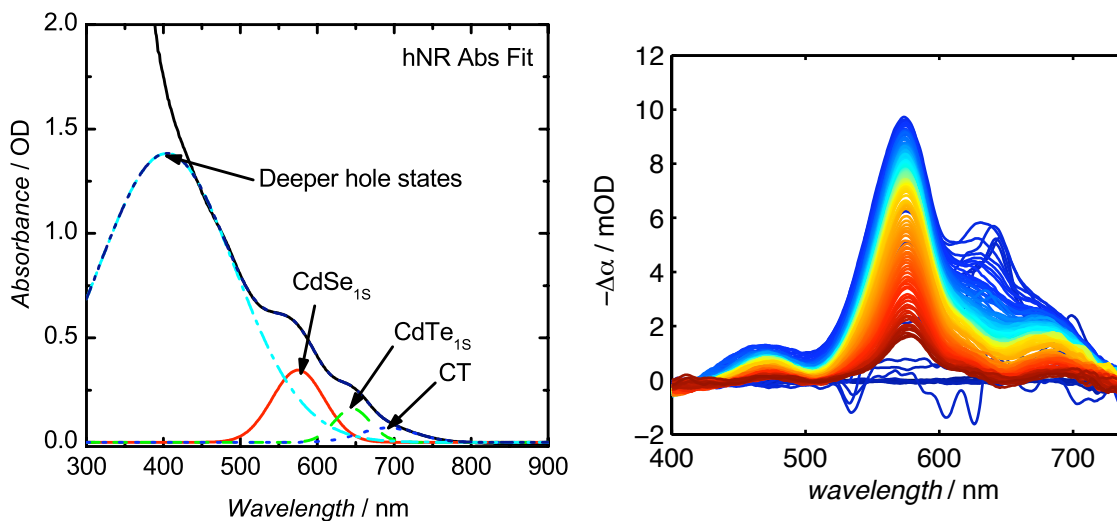 2.0
1.5
1.0
0.5
0.0
Absorbance / OD
hNR Abs Fit
Deeper hole states
CdSe1S
CdTe1S
CT
300 400 500 600 700 800 900
Wavelength / nm
12
10
8
6
4
2
0
−2
−Δα / mOD
400 500 600 700
wavelength / nm